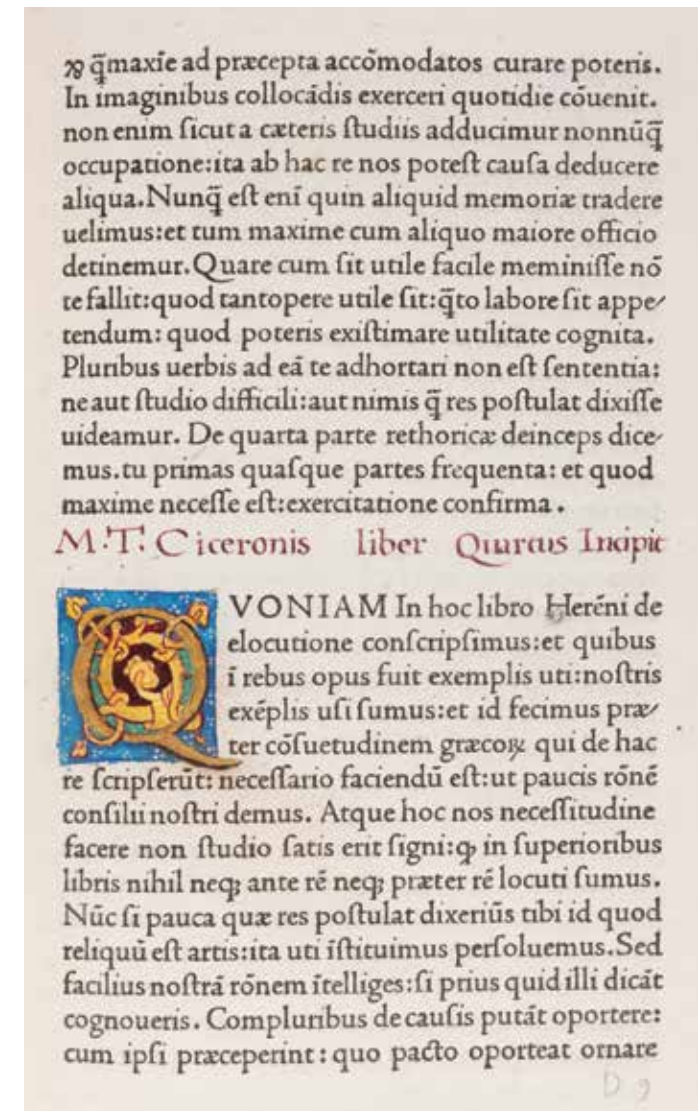 ꝝ q̄maxīe ad præcepta accōmodatos curare poteris.
In imaginibus collocādis exerceri quotidie cōuenit.
non enim ſicut a cæteris ſtudiis adducimur nonnūq̄
occupatione:ita ab hac re nos poteſt cauſa deducere
aliqua.Nunq̄ eſt enī quin aliquid memoriæ tradere
uelimus:et tum maxime cum aliquo maiore officio
detinemur.Quare cum ſit utile facile meminiſſe nō
te fallit:quod tantopere utile ſit:q̄to labore ſit appe⸗
tendum: quod poteris exiſtimare utilitate cognita.
Pluribus uerbis ad eā te adhortari non eſt ſententia:
ne aut ſtudio difficili:aut nimis q̄ res poſtulat dixiſſe
uideamur. De quarta parte rethoricæ deinceps dice⸗
mus.tu primas quaſque partes frequenta: et quod
maxime neceſſe eſt:exercitatione confirma.
M.T. Ciceronis liber Qurtus Incipit
QVONIAM In hoc libro Herēni de
elocutione conſcripſimus:et quibus
ī rebus opus fuit exemplis uti:noſtris
exēplis uſi ſumus:et id fecimus præ⸗
ter cōſuetudinem græcoꝝ qui de hac
re ſcripſerūt: neceſſario faciendū eſt:ut paucis rōnē
conſilii noſtri demus. Atque hoc nos neceſſitudine
facere non ſtudio ſatis erit ſigni:ꝙ in ſuperioribus
libris nihil neqꝫ ante rē neqꝫ præter rē locuti ſumus.
Nūc ſi pauca quæ res poſtulat dixeriūs tibi id quod
reliquū eſt artis:ita uti īſtituimus perſoluemus.Sed
facilius noſtrā rōnem ītelliges:ſi prius quid illi dicāt
cognoueris. Compluribus de cauſis putāt oportere:
cum ipſi præceperint: quo pacto oporteat ornare